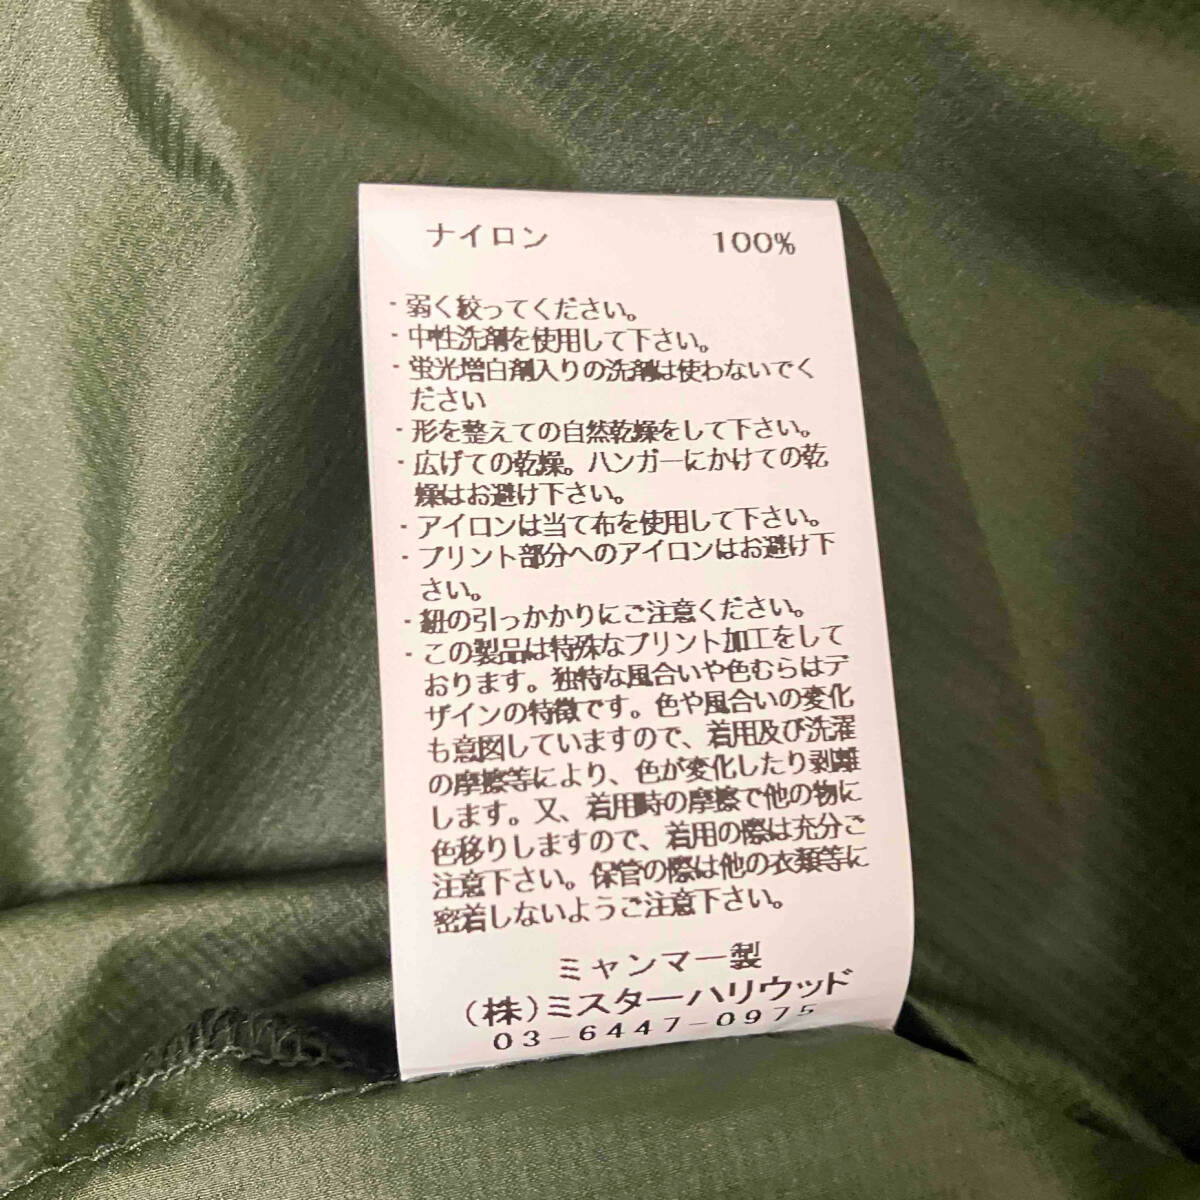 ナイロン 100%
・弱く絞ってください。
・中性洗剤を使用して下さい。
・蛍光増白剤入りの洗剤は使わないでく
ださい
・形を整えての自然乾燥をして下さい。
・広げての乾燥。ハンガーにかけての乾
燥はお避け下さい。
・アイロンは当て布を使用して下さい。
・プリント部分へのアイロンはお避け下
さい。
・紐の引っかかりにご注意ください。
・この製品は特殊なプリント加工をして
おります。独特な風合いや色むらはデ
ザインの特徴です。色や風合いの変化
も意図していますので、着用及び洗濯
の摩擦等により、色が変化したり剥離
します。又、着用時の摩擦で他の物に
色移りしますので、着用の際は充分ご
注意下さい。保管の際は他の衣類等に
密着しないようご注意下さい。
ミャンマー製
(株)ミスターハリウッド
03-6447-0975